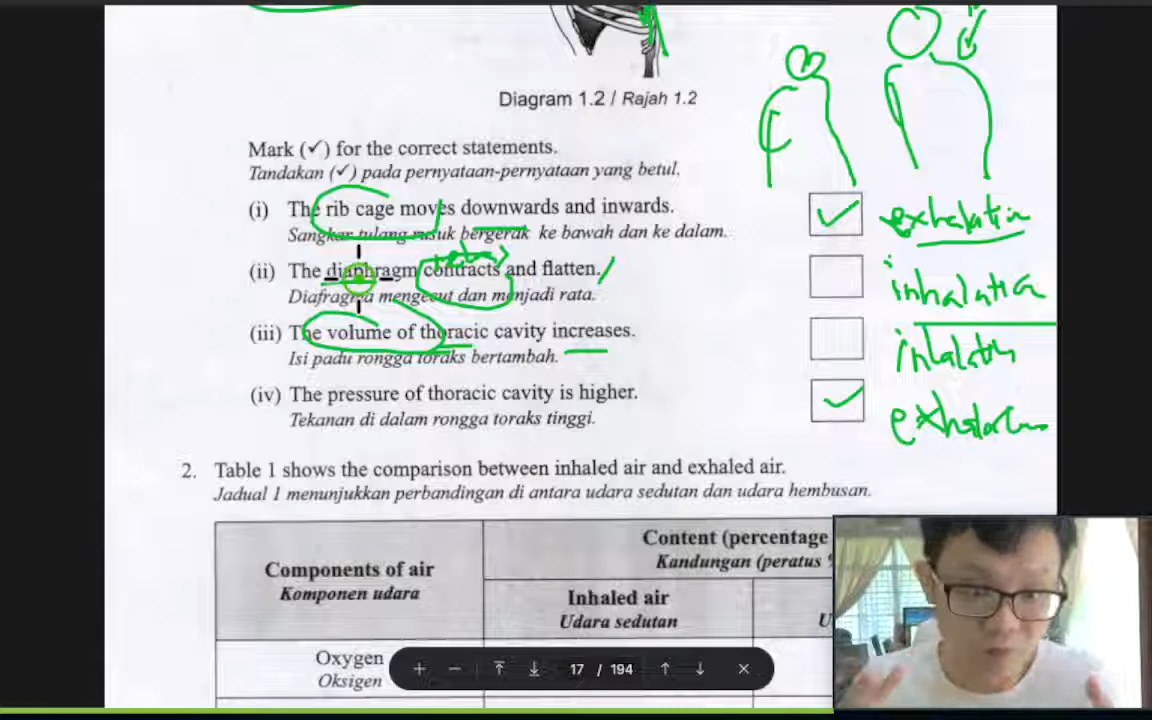 Diagram 1.2 / Rajah 1.2
Mark (✓) for the correct statements.
Tandakan (✓) pada pernyataan-pernyataan yang betul.
(i) The rib cage moves downwards and inwards. ✓ exhalation
Sangkar tulang rusuk bergerak ke bawah dan ke dalam.
(ii) The diaphragm contracts and flatten. inhalation
Diafragma mengecut dan menjadi rata.
(iii) The volume of thoracic cavity increases. inhalation
Isi padu rongga toraks bertambah.
(iv) The pressure of thoracic cavity is higher. ✓ exhalation
Tekanan di dalam rongga toraks tinggi.
2. Table 1 shows the comparison between inhaled air and exhaled air.
Jadual 1 menunjukkan perbandingan di antara udara sedutan dan udara hembusan.
Content (percentage
Kandungan (peratus
Components of air
Komponen udara
Inhaled air
Udara sedutan
U
Oxygen
Oksigen
17 / 194